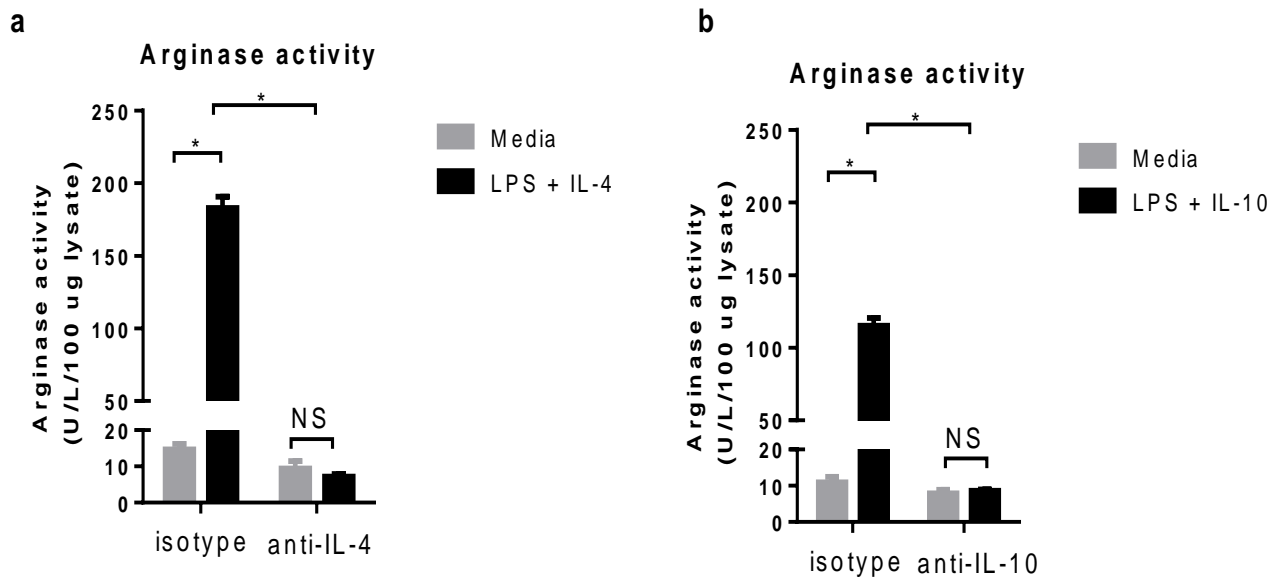 a
Arginase activity
Arginase activity
(U/L/100 ug lysate)
250
200
150
100
50
20
10
0
*
*
NS
isotype anti-IL-4
Media
LPS + IL-4
b
Arginase activity
Arginase activity
(U/L/100 ug lysate)
250
200
150
100
50
20
10
0
*
*
NS
isotype anti-IL-10
Media
LPS + IL-10